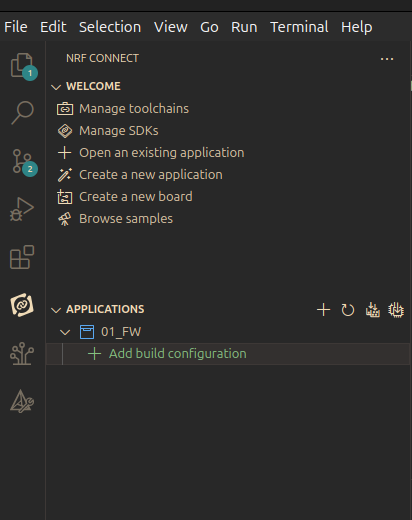 File Edit Selection View Go Run Terminal Help
NRF CONNECT
1
WELCOME
Manage toolchains
Manage SDKs
Open an existing application
2
Create a new application
Create a new board
Browse samples
APPLICATIONS
01_FW
Add build configuration